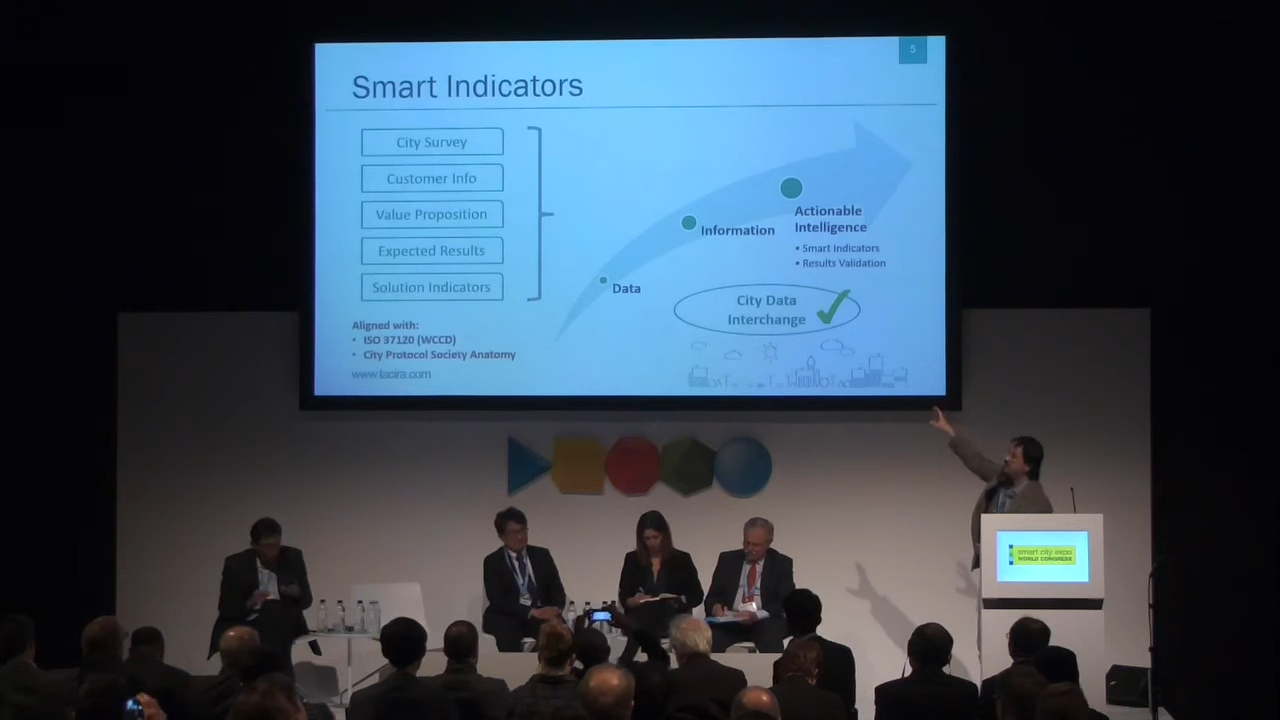 5
Smart Indicators
City Survey
Customer Info
Value Proposition
Expected Results
Solution Indicators
Aligned with:
• ISO 37120 (WCCD)
• City Protocol Society Anatomy
www.tacira.com
Data
Information
Actionable
Intelligence
• Smart Indicators
• Results Validation
City Data
Interchange
smart city expo
WORLD CONGRESS